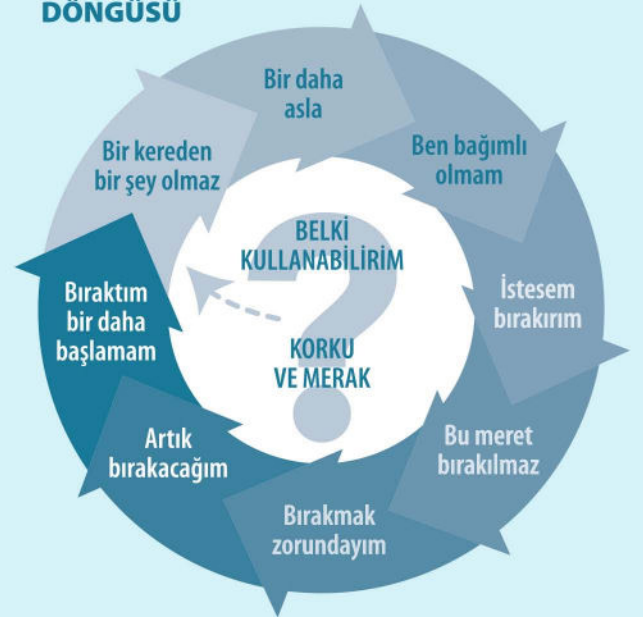 DÖNGÜSÜ
BELKİ
KULLANABİLİRİM
KORKU
VE MERAK
Bir kereden
bir şey olmaz
Bir daha
asla
Ben bağımlı
olmam
İstesem
bırakırım
Bu meret
bırakılmaz
Bırakmak
zorundayım
Artık
bırakacağım
Bıraktım
bir daha
başlamam